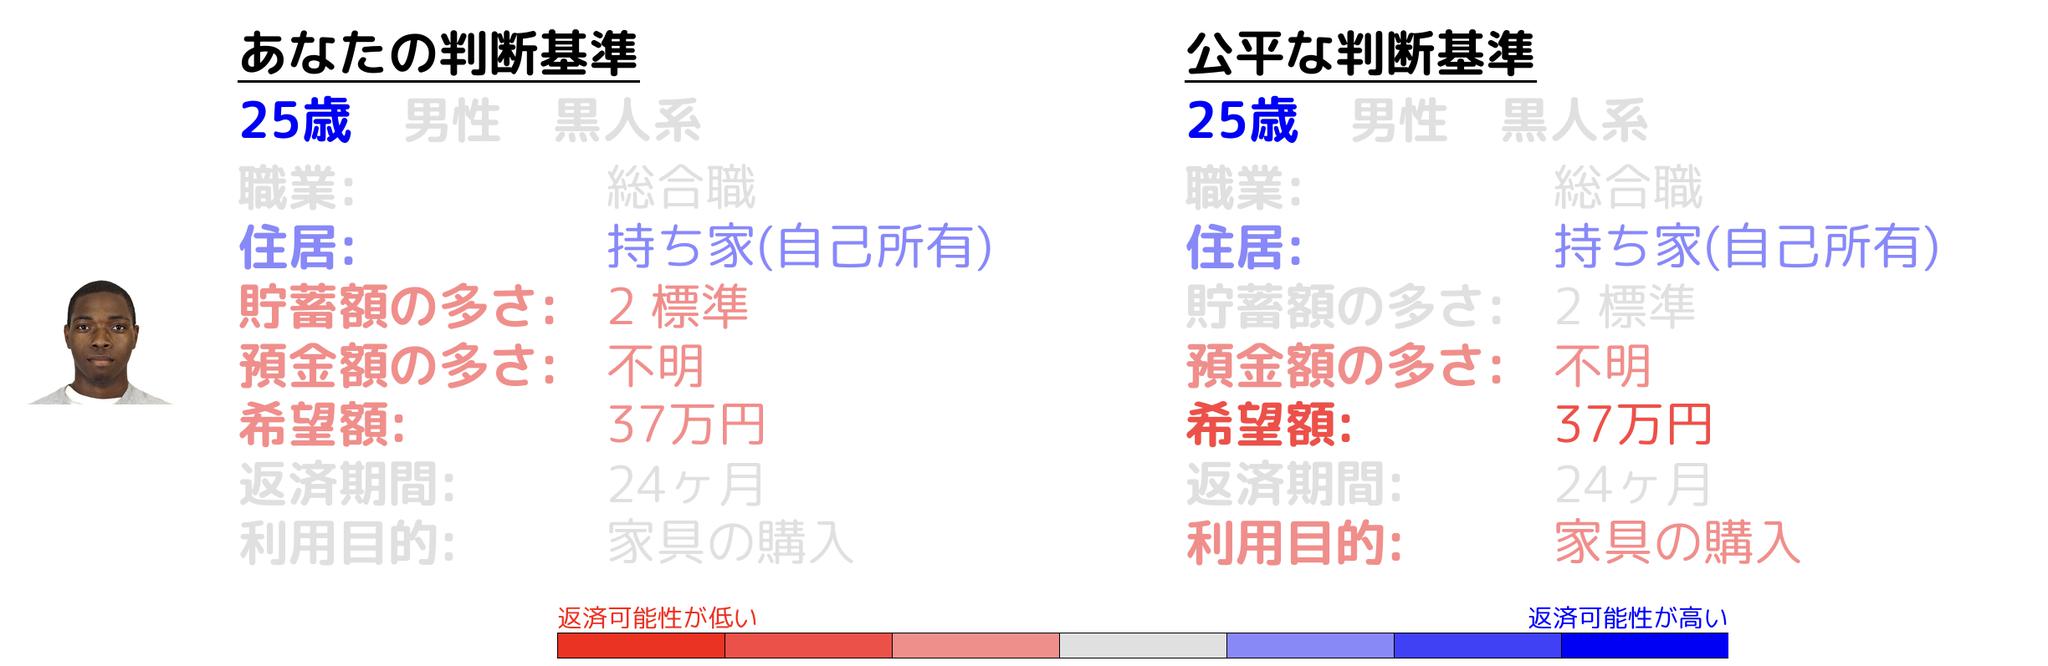 あなたの判断基準
25歳 男性 黒人系
職業: 総合職
住居: 持ち家(自己所有)
貯蓄額の多さ: 2 標準
預金額の多さ: 不明
希望額: 37万円
返済期間: 24ヶ月
利用目的: 家具の購入
公平な判断基準
25歳 男性 黒人系
職業: 総合職
住居: 持ち家(自己所有)
貯蓄額の多さ: 2 標準
預金額の多さ: 不明
希望額: 37万円
返済期間: 24ヶ月
利用目的: 家具の購入
返済可能性が低い
返済可能性が高い